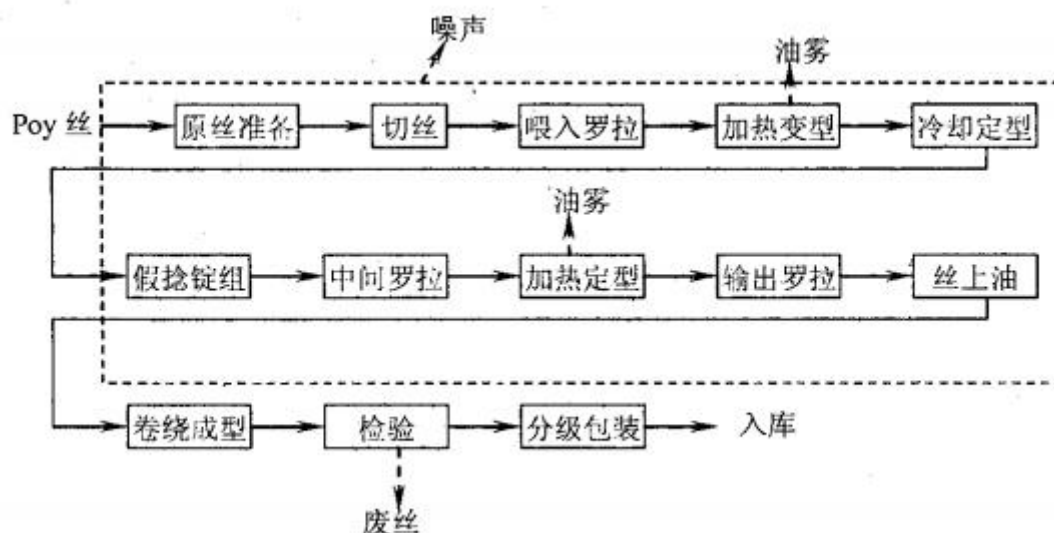 噪声
油雾
Poy 丝 原丝准备 切丝 喂入罗拉 加热变型 冷却定型
油雾
假捻锭组 中间罗拉 加热定型 输出罗拉 丝上油
卷绕成型 检验 分级包装 入库
废丝